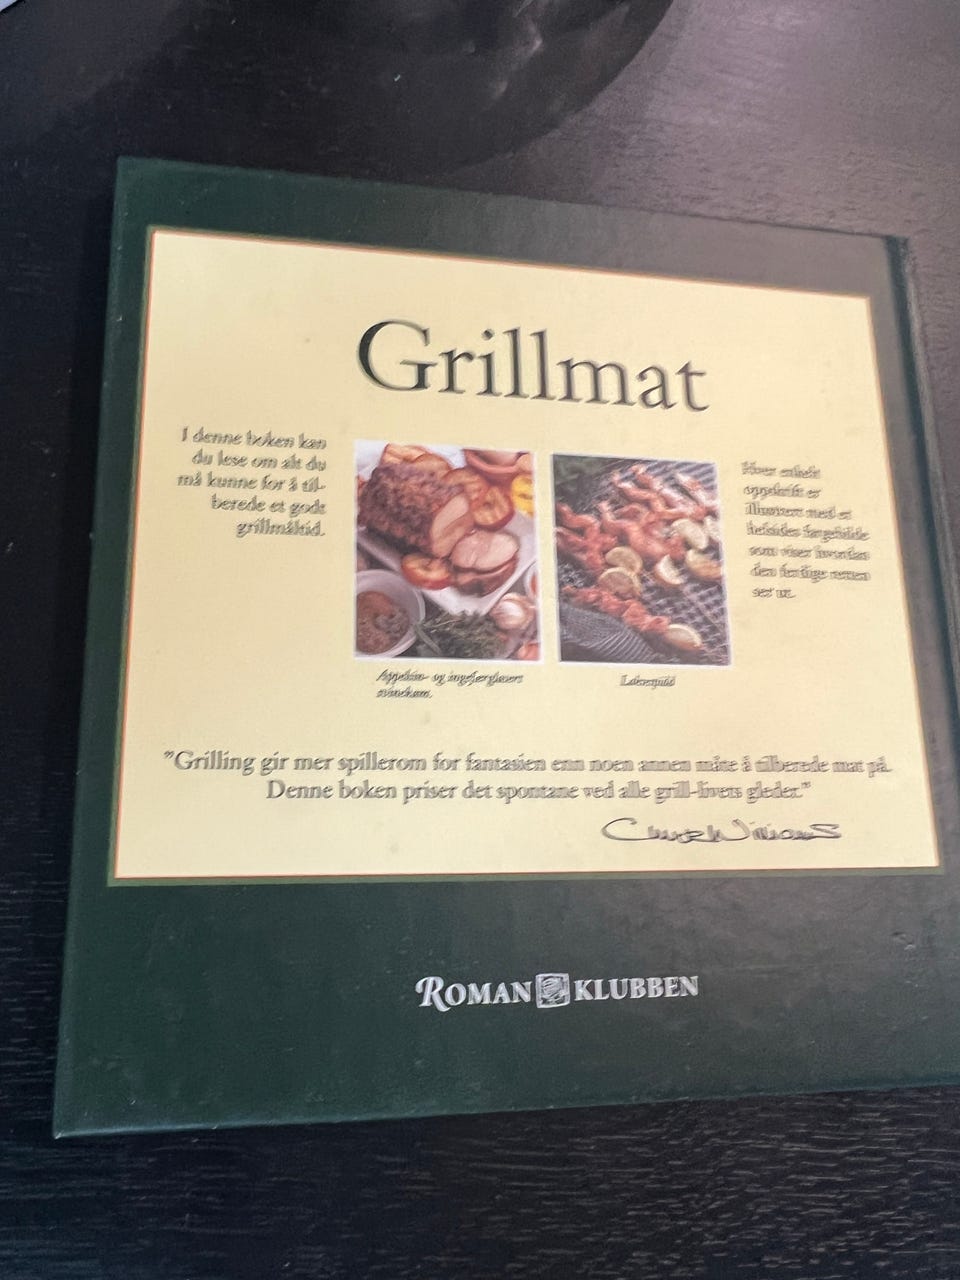 Grillmat
I denne boken kan
du lese om alt du
må kunne for å til-
berede et godt
grillmåltid.
Hver enkelt
oppskrift er
illustrert med et
helsides fargebilde
som viser hvordan
den ferdige retten
ser ut.
Appelsin- og ingefærglasert
svinekam.
Laksespidd
"Grilling gir mer spillerom for fantasien enn noen annen måte å tilberede mat på.
Denne boken priser det spontane ved alle grill-livets gleder."
Chuck Williams
ROMAN KLUBBEN